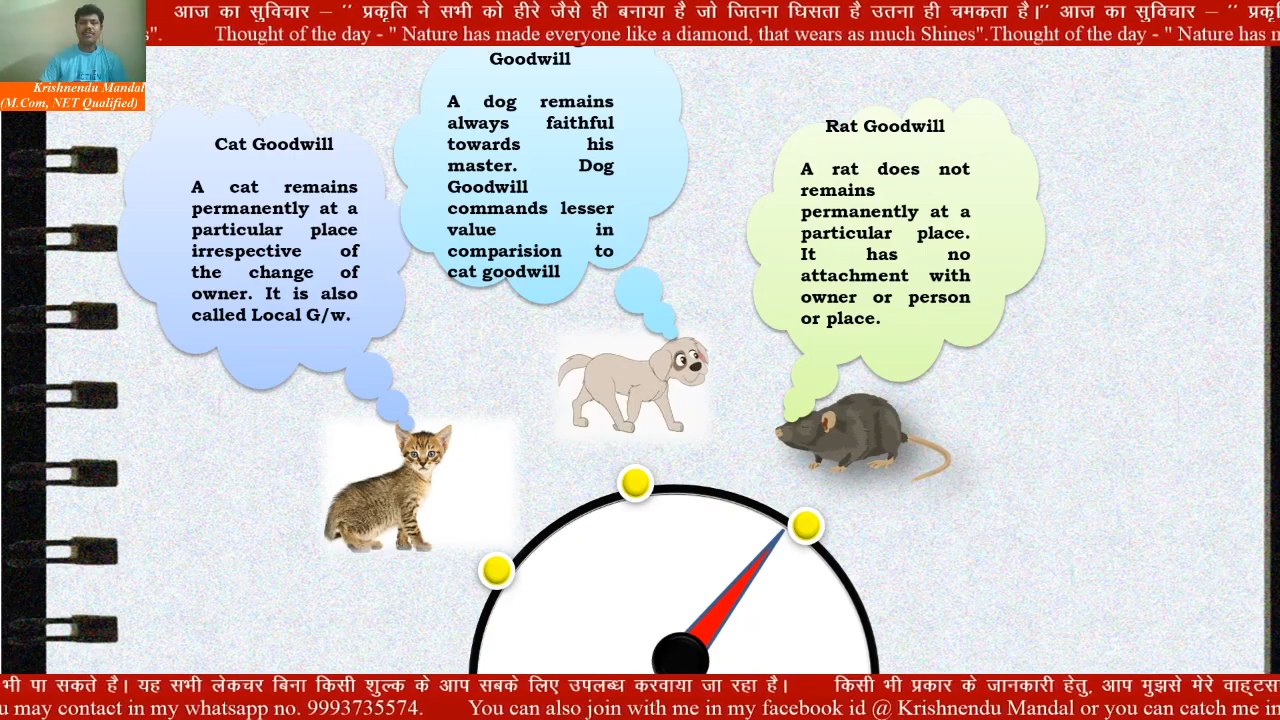 आज का सुविचार – '' प्रकृति ने सभी को हीरे जैसे ही बनाया है जो जितना घिसता है उतना ही चमकता है।'' आज का सुविचार – ''
s". Thought of the day - " Nature has made everyone like a diamond, that wears as much Shines".Thought of the day - " Nature has
ACTION
Krishnendu Mandal
(M.Com, NET Qualified)
Cat Goodwill
A cat remains
permanently at a
particular place
irrespective of
the change of
owner. It is also
called Local G/w.
Goodwill
A dog remains
always faithful
towards his
master. Dog
Goodwill
commands lesser
value in
comparision to
cat goodwill
Rat Goodwill
A rat does not
remains
permanently at a
particular place.
It has no
attachment with
owner or person
or place.
भी पा सकते है। यह सभी लेकचर बिना किसी शुल्क के आप सबके लिए उपलब्ध करवाया जा रहा है। किसी भी प्रकार के जानकारी हेतु, आप मुझसे मेरे
may contact in my whatsapp no. 9993735574. You can also join with me in my facebook id @ Krishnendu Mandal or you can catch me in